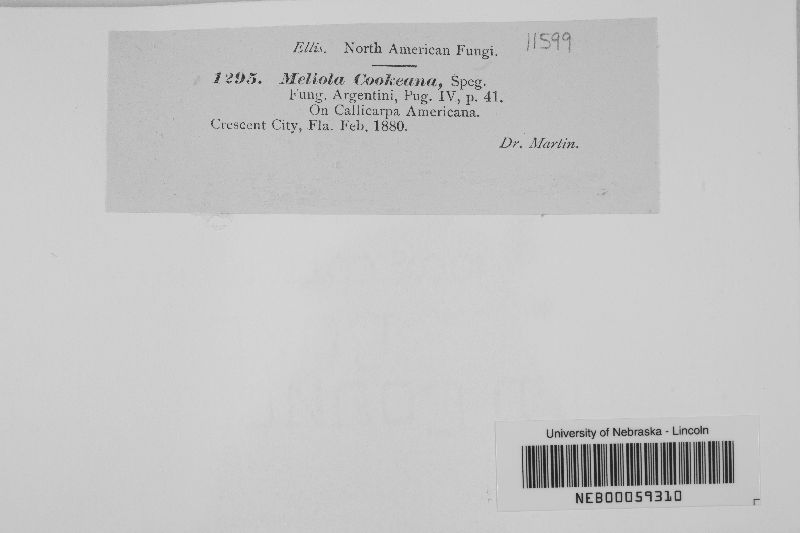 Ellis. North American Fungi. 11599
1295. Meliola Cookeana, Speg.
Fung. Argentini, Pug. IV, p. 41.
On Callicarpa Americana.
Crescent City, Fla. Feb. 1880.
Dr. Martin.
University of Nebraska - Lincoln
NEB00059310